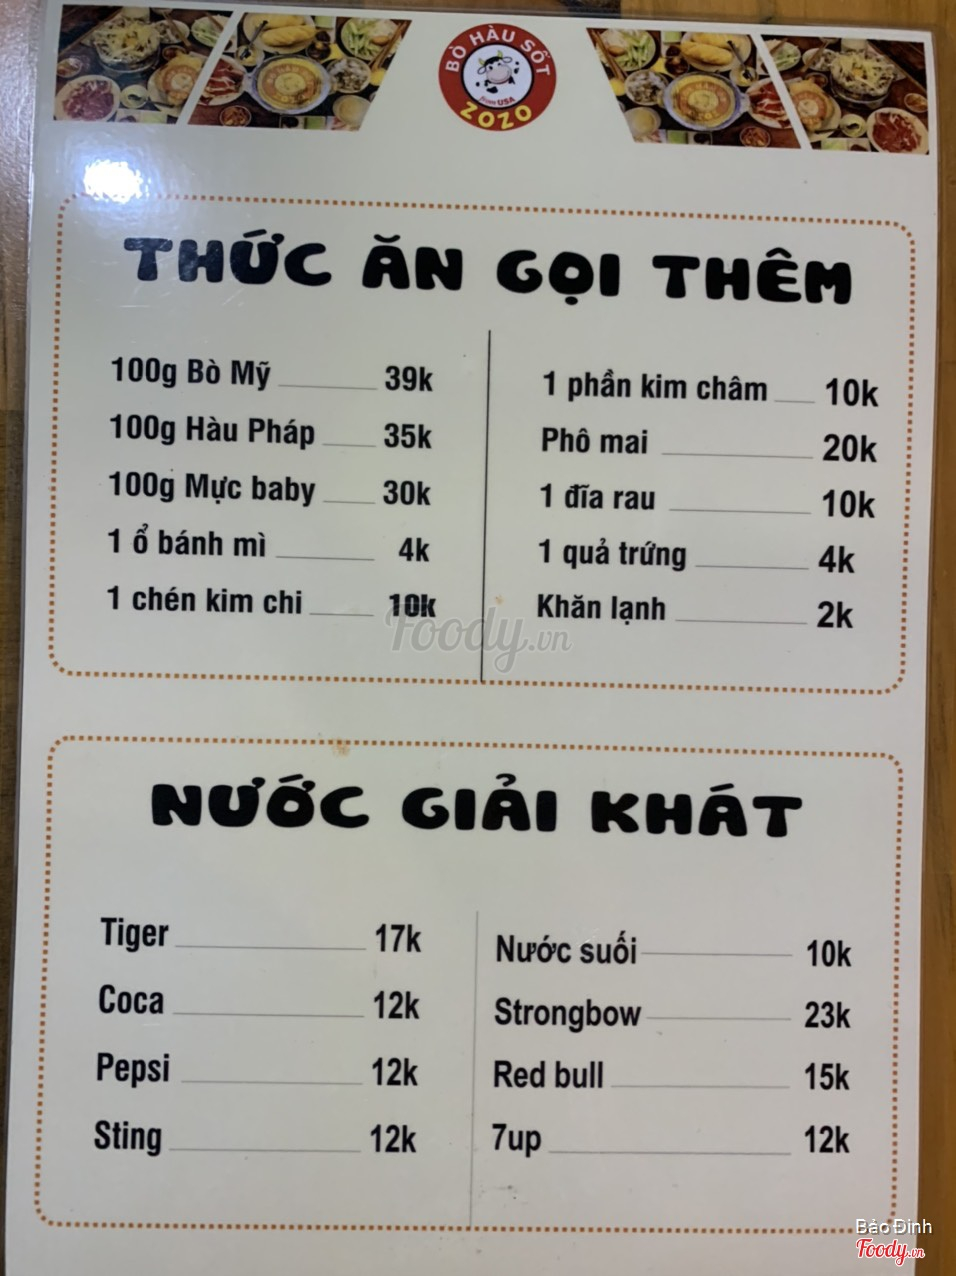 BÒ HÀU SỐT
from USA
ZOZO
THỨC ĂN GỌI THÊM
100g Bò Mỹ 39k
100g Hàu Pháp 35k
100g Mực baby 30k
1 ổ bánh mì 4k
1 chén kim chi 10k
1 phần kim châm 10k
Phô mai 20k
1 đĩa rau 10k
1 quả trứng 4k
Khăn lạnh 2k
Foody.vn
NƯỚC GIẢI KHÁT
Tiger 17k
Coca 12k
Pepsi 12k
Sting 12k
Nước suối 10k
Strongbow 23k
Red bull 15k
7up 12k
Bảo Đinh
Foody.vn